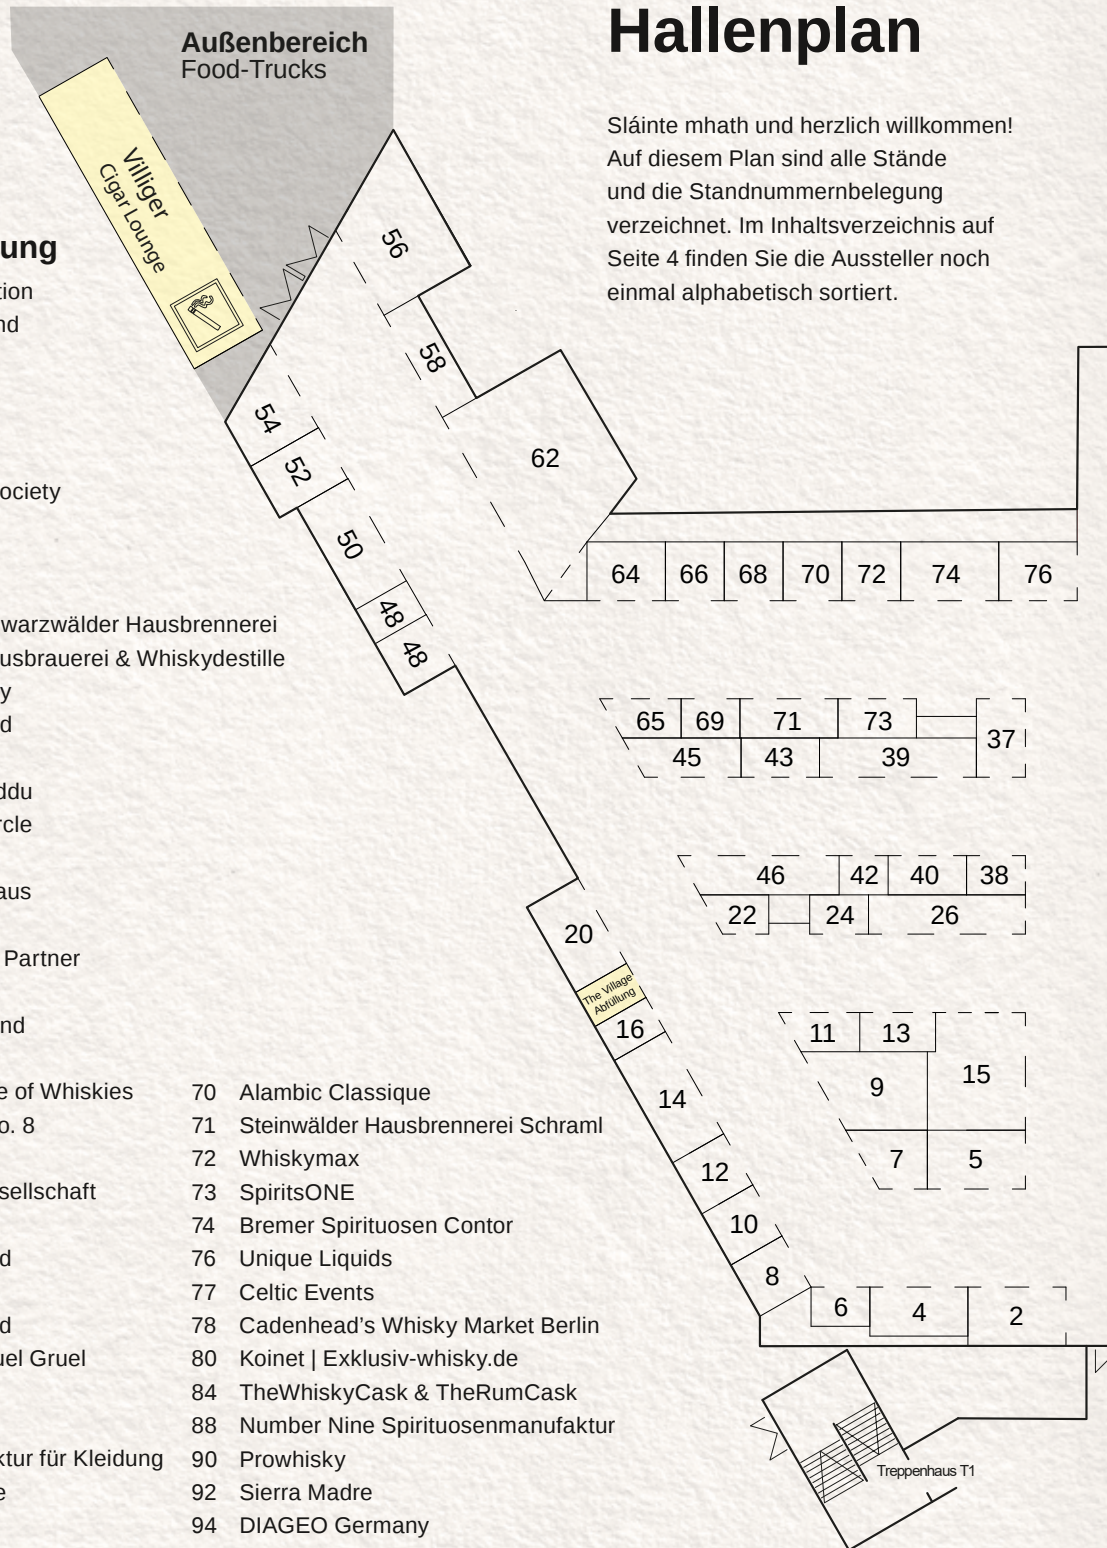 Außenbereich
Food-Trucks
Hallenplan
Sláinte mhath und herzlich willkommen!
Auf diesem Plan sind alle Stände
und die Standnummernbelegung
verzeichnet. Im Inhaltsverzeichnis auf
Seite 4 finden Sie die Aussteller noch
einmal alphabetisch sortiert.
Villiger
Cigar Lounge
56
58
62
54
52
50
48
48
64 66 68 70 72 74 76
65 69 71 73 37
45 43 39
46 42 40 38
22 24 26
20
The Village
Abfüllung
16
14
12
10
8
11 13
9 15
7 5
6 4 2
Treppenhaus T1
ung
tion
nd
ociety
warzwälder Hausbrennerei
usbrauerei & Whiskydestille
y
d
ddu
rcle
aus
Partner
nd
e of Whiskies
o. 8
sellschaft
d
d
uel Gruel
ktur für Kleidung
e
70 Alambic Classique
71 Steinwälder Hausbrennerei Schraml
72 Whiskymax
73 SpiritsONE
74 Bremer Spirituosen Contor
76 Unique Liquids
77 Celtic Events
78 Cadenhead’s Whisky Market Berlin
80 Koinet | Exklusiv-whisky.de
84 TheWhiskyCask & TheRumCask
88 Number Nine Spirituosenmanufaktur
90 Prowhisky
92 Sierra Madre
94 DIAGEO Germany